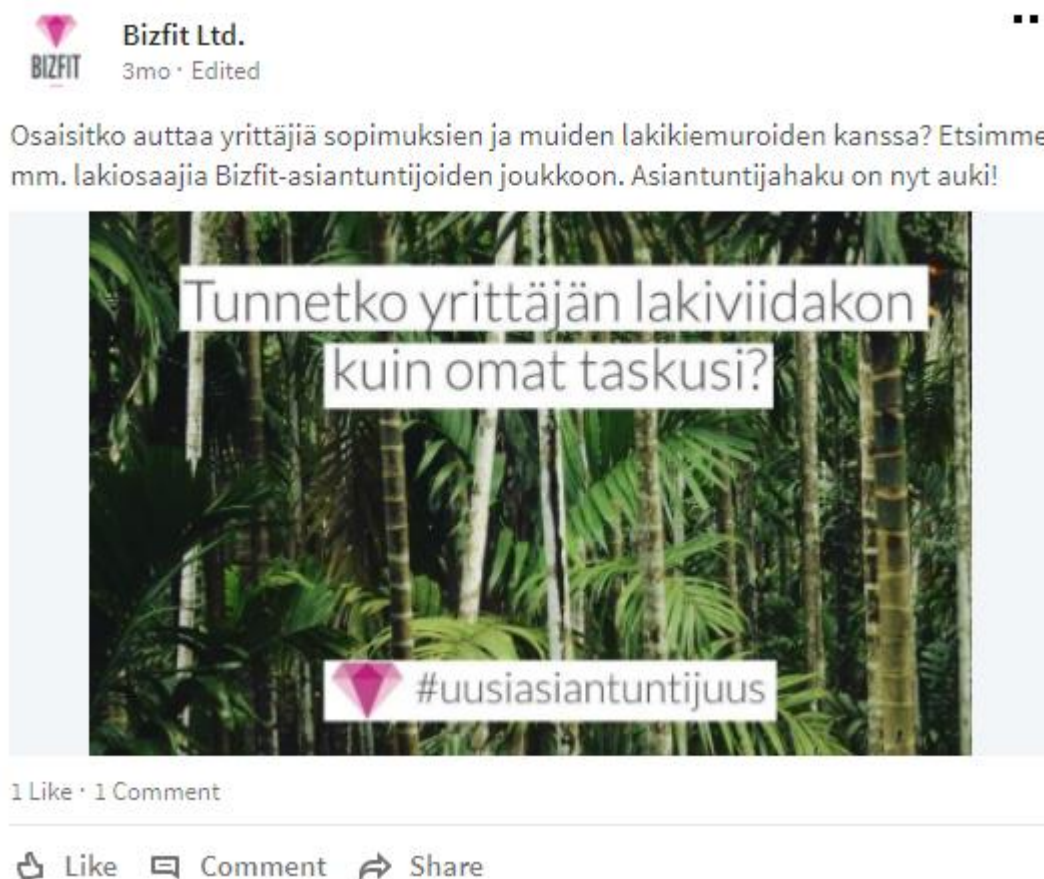 Bizfit Ltd.
BIZFIT
3mo · Edited
Osaisitko auttaa yrittäjiä sopimuksien ja muiden lakikiemuroiden kanssa? Etsimme
mm. lakiosaajia Bizfit-asiantuntijoiden joukkoon. Asiantuntijahaku on nyt auki!
Tunnetko yrittäjän lakiviidakon
kuin omat taskusi?
#uusiasiantuntijuus
1 Like · 1 Comment
Like Comment Share